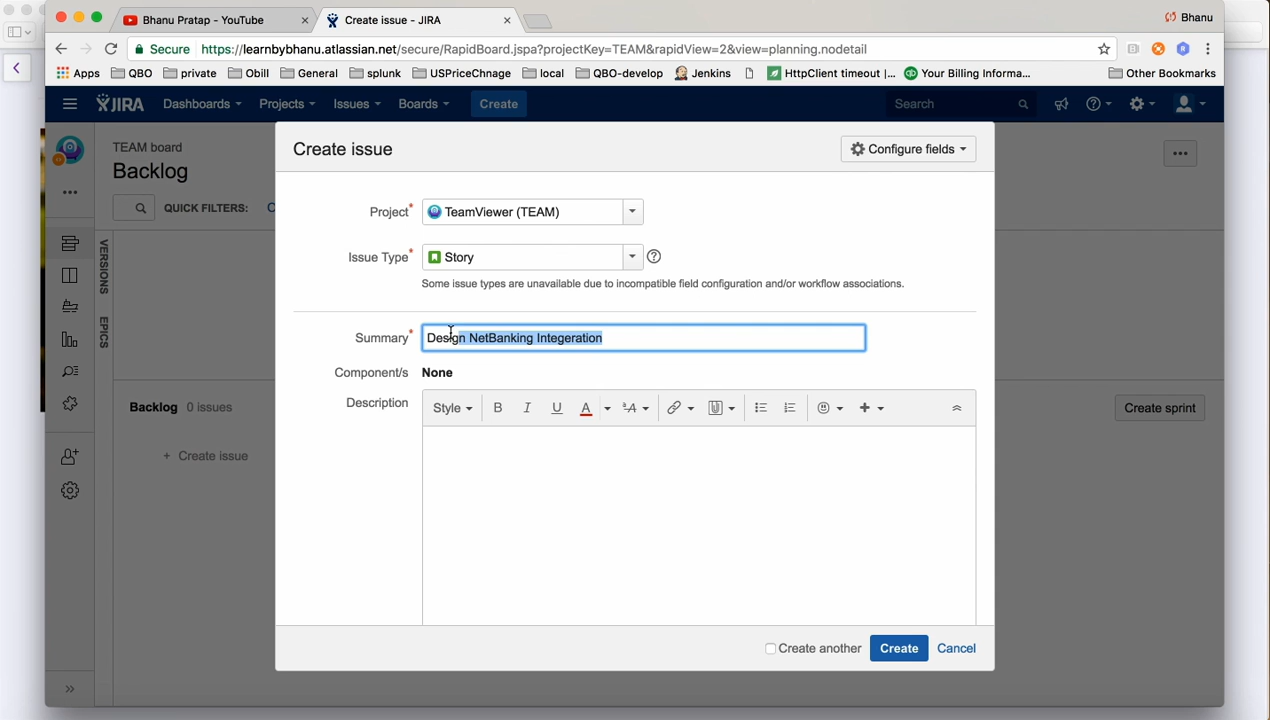 Bhanu Pratap - YouTube
Create issue - JIRA
Bhanu
Secure
https://learnbybhanu.atlassian.net/secure/RapidBoard.jspa?projectKey=TEAM&rapidView=2&view=planning.nodetail
Apps
QBO
private
Obill
General
splunk
USPriceChnage
local
QBO-develop
Jenkins
HttpClient timeout |...
Your Billing Informa...
Other Bookmarks
JIRA
Dashboards
Projects
Issues
Boards
Create
Search
TEAM board
Backlog
QUICK FILTERS:
VERSIONS
EPICS
Backlog 0 issues
+ Create issue
Create sprint
Create issue
Configure fields
Project*
TeamViewer (TEAM)
Issue Type*
Story
Some issue types are unavailable due to incompatible field configuration and/or workflow associations.
Summary*
Design NetBanking Integeration
Component/s
None
Description
Style
B
I
U
A
Create another
Create
Cancel